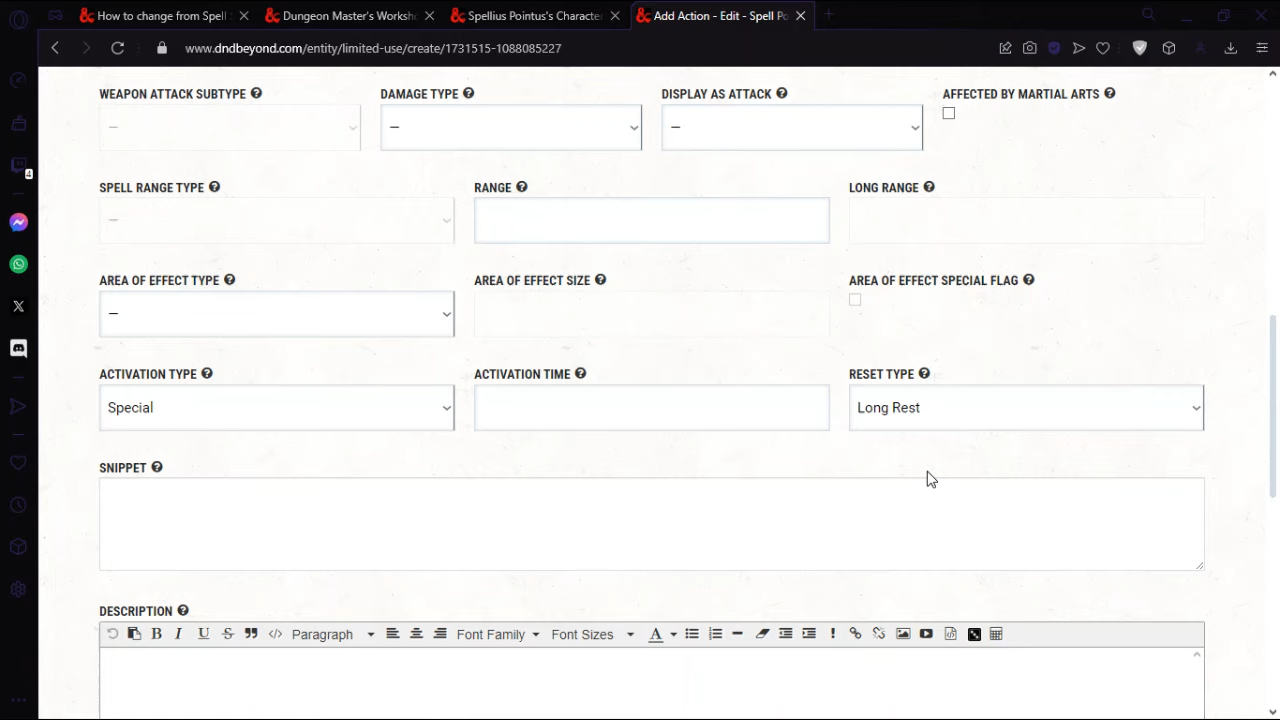 How to change from Spell S
Dungeon Master's Worksh
Spellius Pointus's Characte
Add Action - Edit - Spell Po
www.dndbeyond.com/entity/limited-use/create/1731515-1088085227
WEAPON ATTACK SUBTYPE
DAMAGE TYPE
DISPLAY AS ATTACK
AFFECTED BY MARTIAL ARTS
—
—
—
SPELL RANGE TYPE
RANGE
LONG RANGE
—
AREA OF EFFECT TYPE
AREA OF EFFECT SIZE
AREA OF EFFECT SPECIAL FLAG
—
ACTIVATION TYPE
ACTIVATION TIME
RESET TYPE
Special
Long Rest
SNIPPET
DESCRIPTION
Paragraph
Font Family
Font Sizes
4